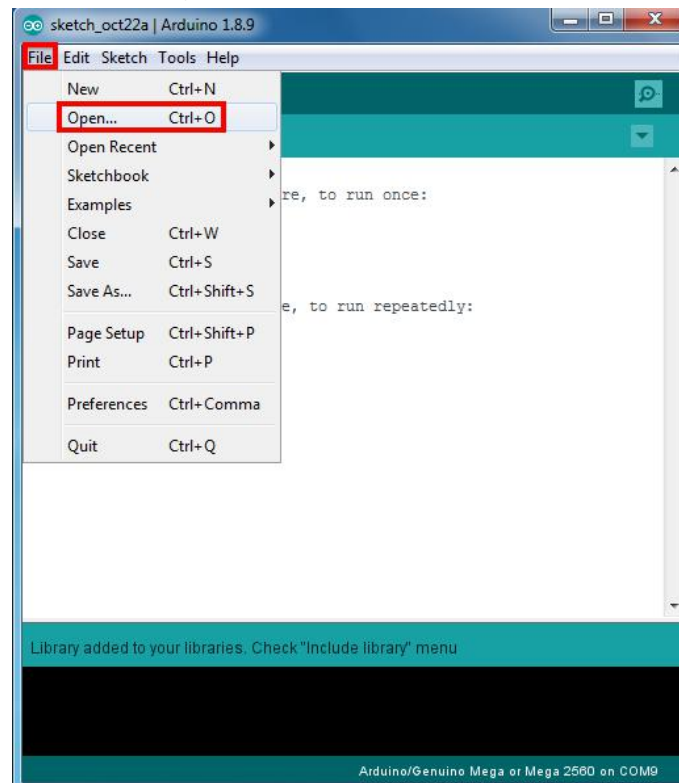 sketch_oct22a | Arduino 1.8.9
File Edit Sketch Tools Help
New Ctrl+N
Open... Ctrl+O
Open Recent
Sketchbook
Examples
Close Ctrl+W
Save Ctrl+S
Save As... Ctrl+Shift+S
Page Setup Ctrl+Shift+P
Print Ctrl+P
Preferences Ctrl+Comma
Quit Ctrl+Q
re, to run once:
e, to run repeatedly:
Library added to your libraries. Check "Include library" menu
Arduino/Genuino Mega or Mega 2560 on COM9